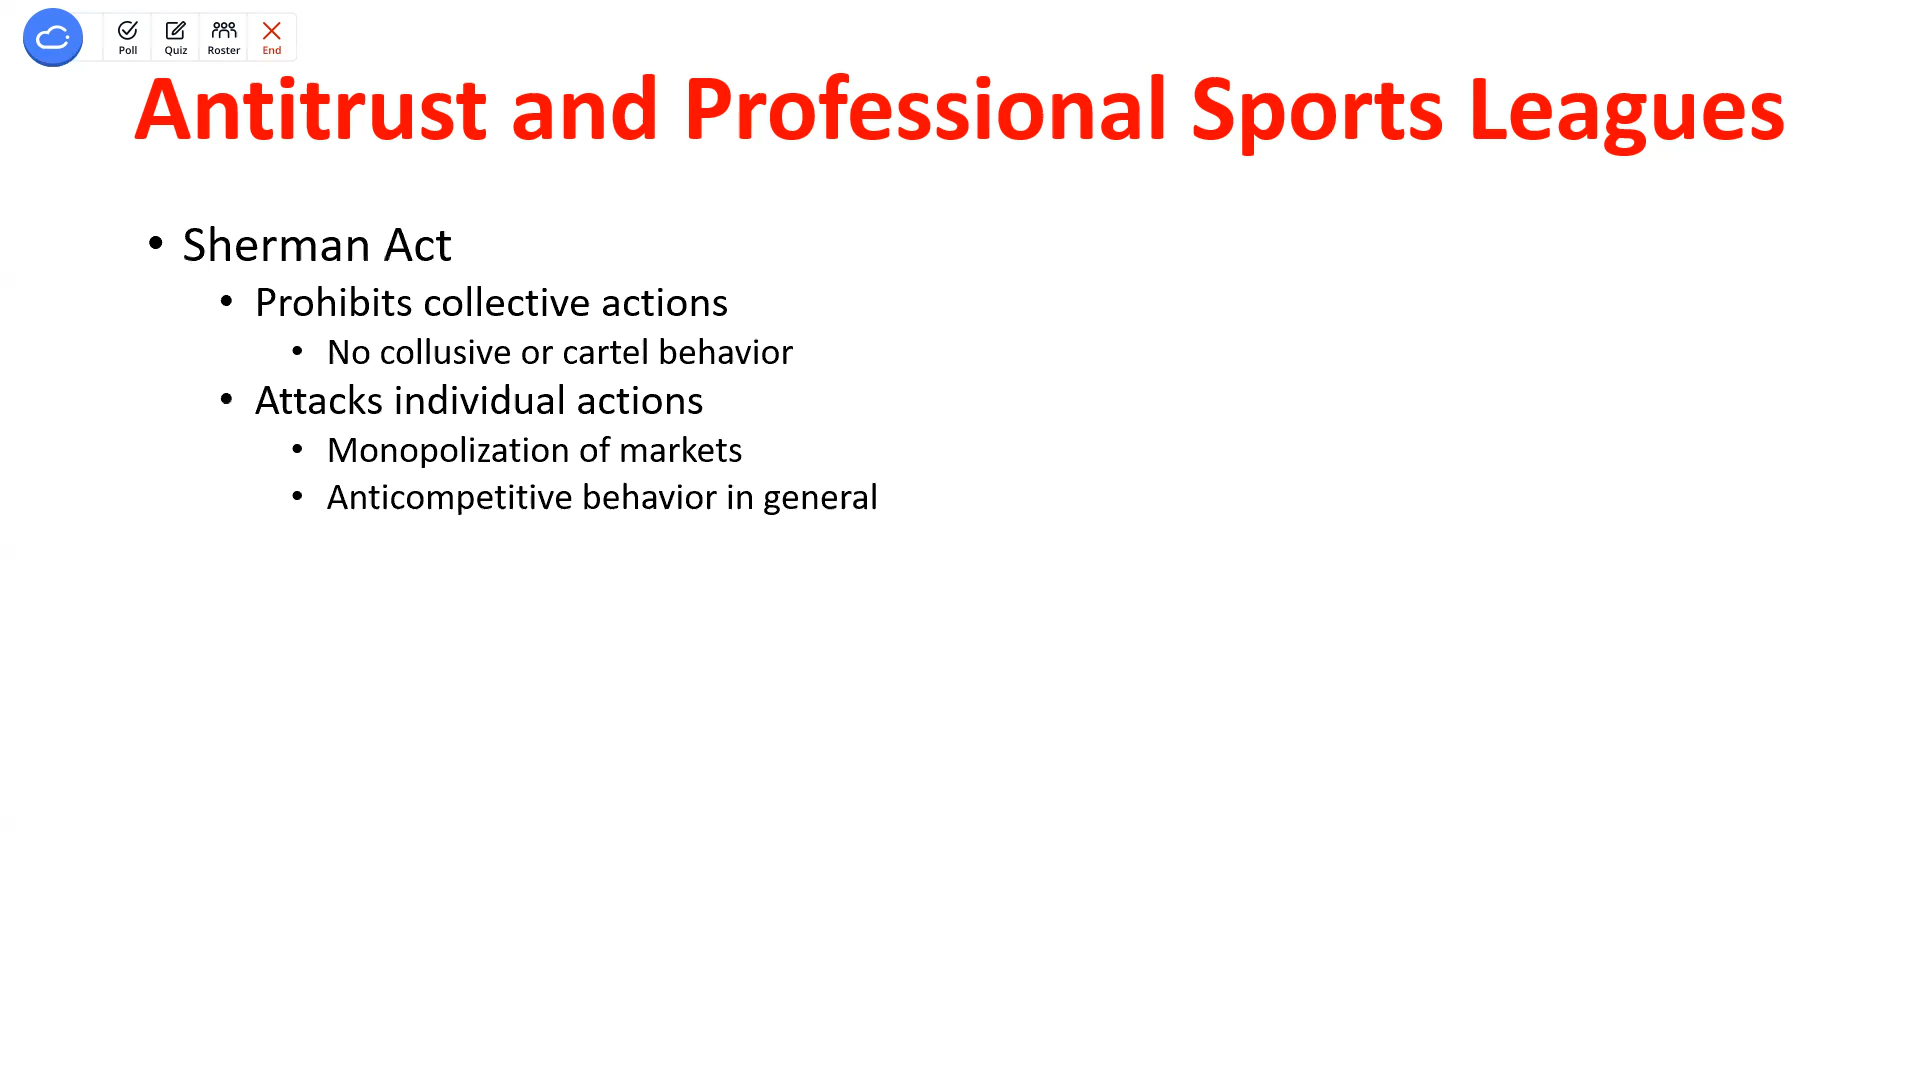 Poll Quiz Roster End
Antitrust and Professional Sports Leagues
• Sherman Act
• Prohibits collective actions
• No collusive or cartel behavior
• Attacks individual actions
• Monopolization of markets
• Anticompetitive behavior in general